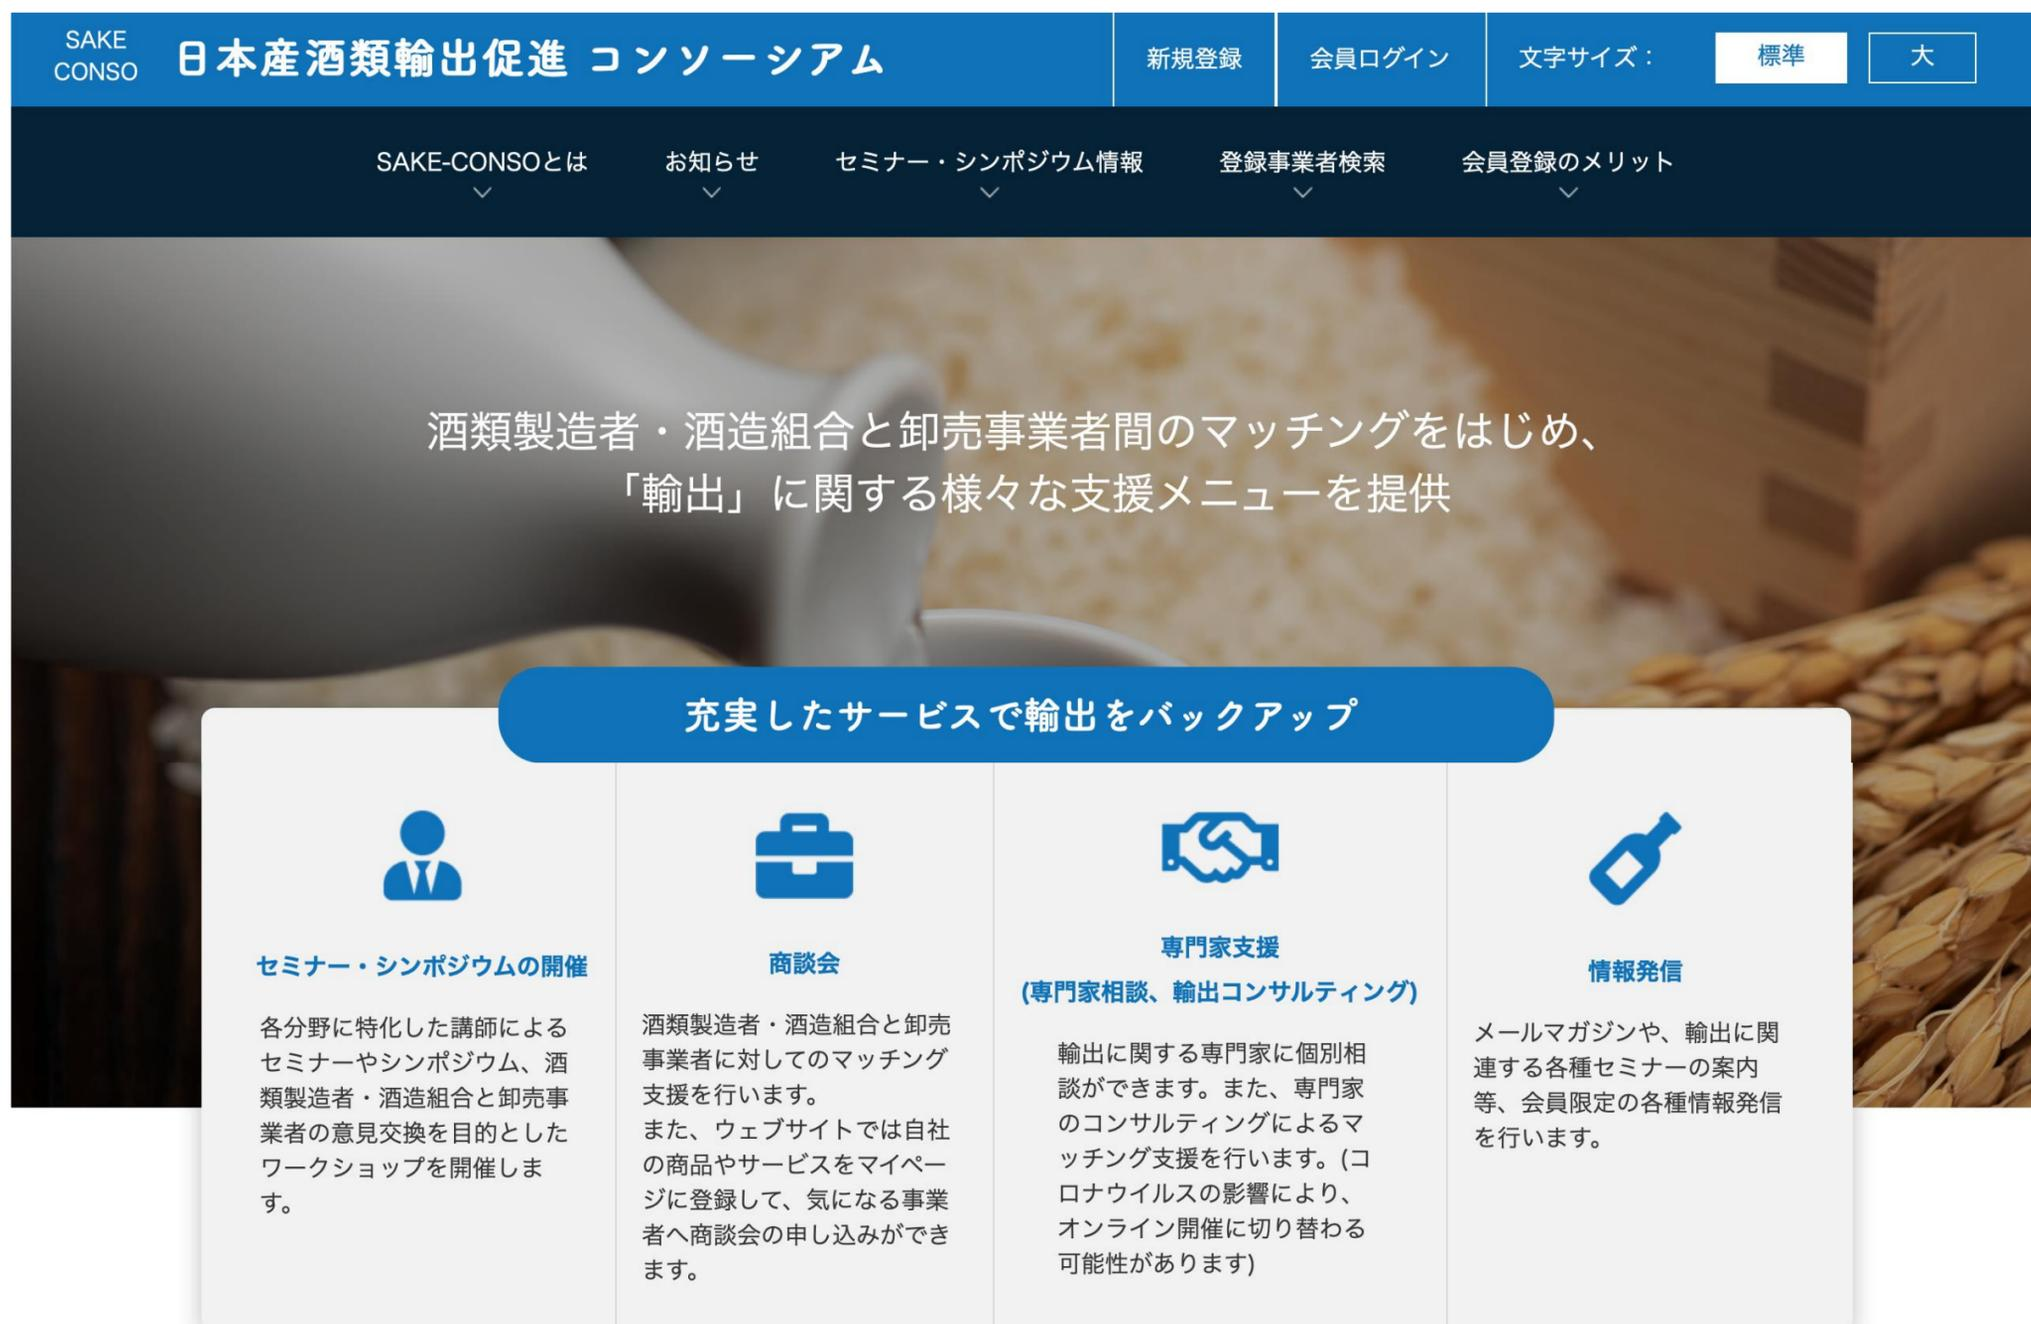 SAKE
CONSO
日本産酒類輸出促進 コンソーシアム
新規登録
会員ログイン
文字サイズ：
標準
大
SAKE-CONSOとは
お知らせ
セミナー・シンポジウム情報
登録事業者検索
会員登録のメリット
酒類製造者・酒造組合と卸売事業者間のマッチングをはじめ、
「輸出」に関する様々な支援メニューを提供
充実したサービスで輸出をバックアップ
セミナー・シンポジウムの開催
各分野に特化した講師による
セミナーやシンポジウム、酒
類製造者・酒造組合と卸売事
業者の意見交換を目的とした
ワークショップを開催しま
す。
商談会
酒類製造者・酒造組合と卸売
事業者に対してのマッチング
支援を行います。
また、ウェブサイトでは自社
の商品やサービスをマイペー
ジに登録して、気になる事業
者へ商談会の申し込みができ
ます。
専門家支援
(専門家相談、輸出コンサルティング)
輸出に関する専門家に個別相
談ができます。また、専門家
のコンサルティングによるマ
ッチング支援を行います。(コ
ロナウイルスの影響により、
オンライン開催に切り替わる
可能性があります)
情報発信
メールマガジンや、輸出に関
連する各種セミナーの案内
等、会員限定の各種情報発信
を行います。